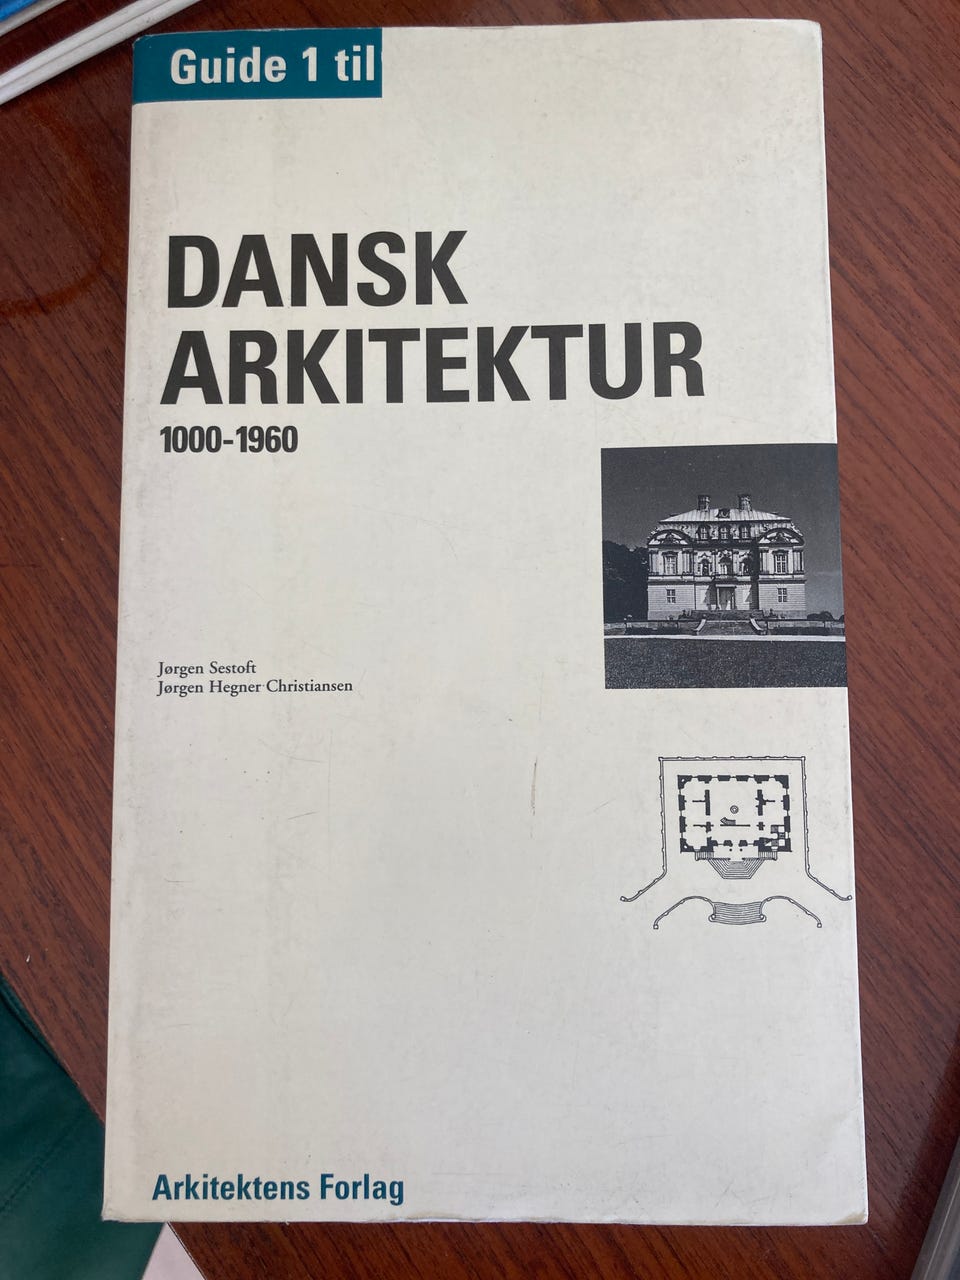 Guide 1 til
DANSK
ARKITEKTUR
1000-1960
Jørgen Sestoft
Jørgen Hegner Christiansen
Arkitektens Forlag